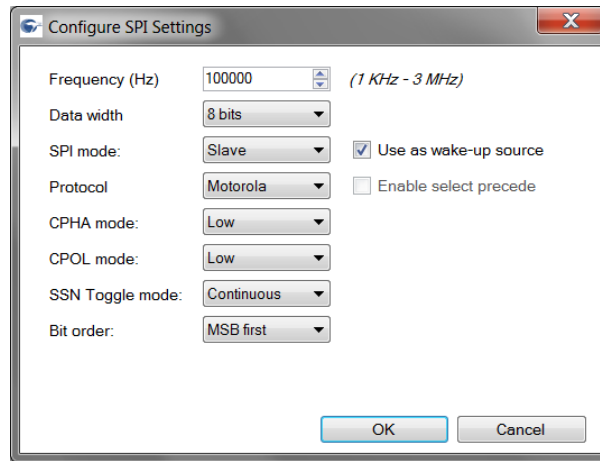 Configure SPI Settings
Frequency (Hz) 100000 (1 KHz - 3 MHz)
Data width 8 bits
SPI mode: Slave Use as wake-up source
Protocol Motorola Enable select precede
CPHA mode: Low
CPOL mode: Low
SSN Toggle mode: Continuous
Bit order: MSB first
OK Cancel